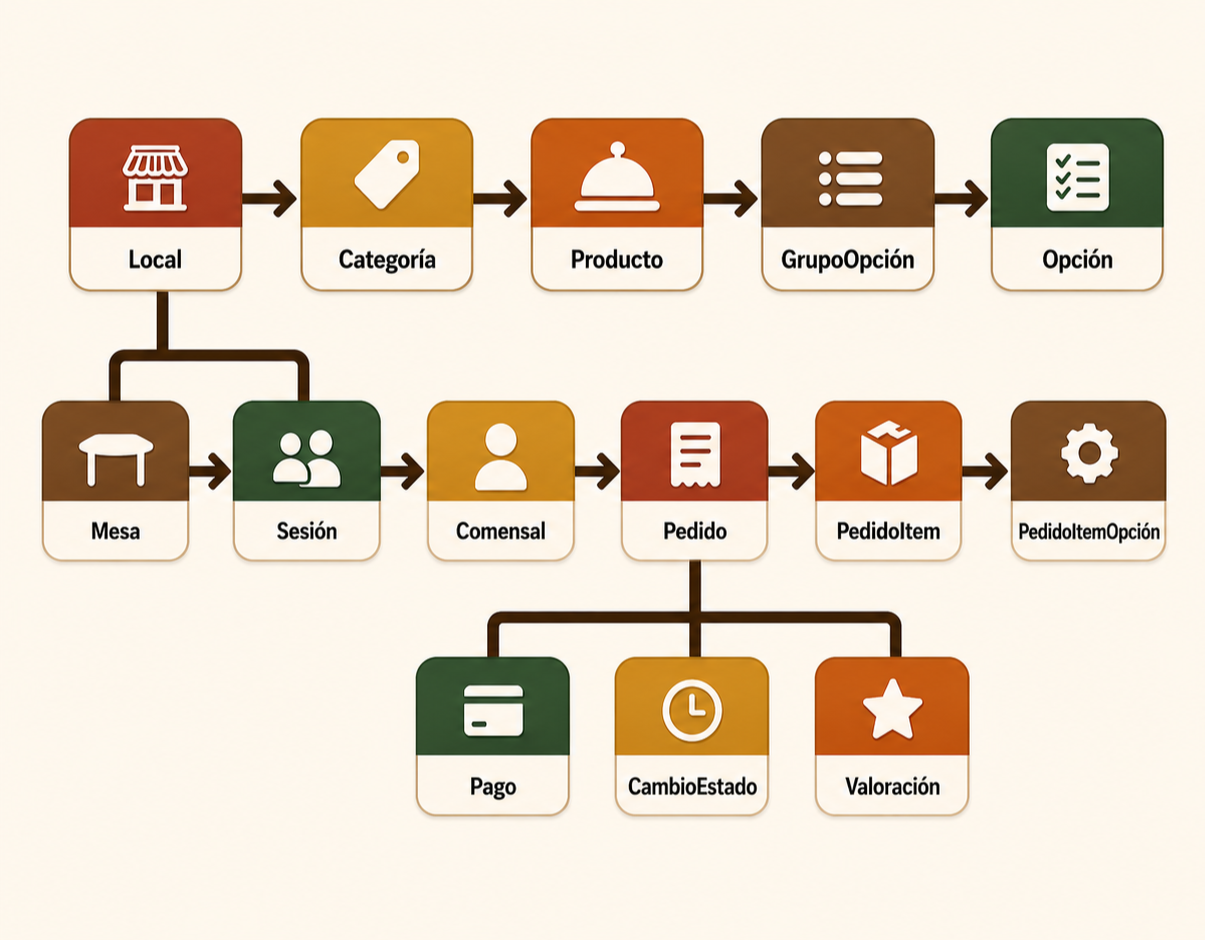 Local
Categoría
Producto
GrupoOpción
Opción
Mesa
Sesión
Comensal
Pedido
PedidoItem
PedidoItemOpción
Pago
CambioEstado
Valoración